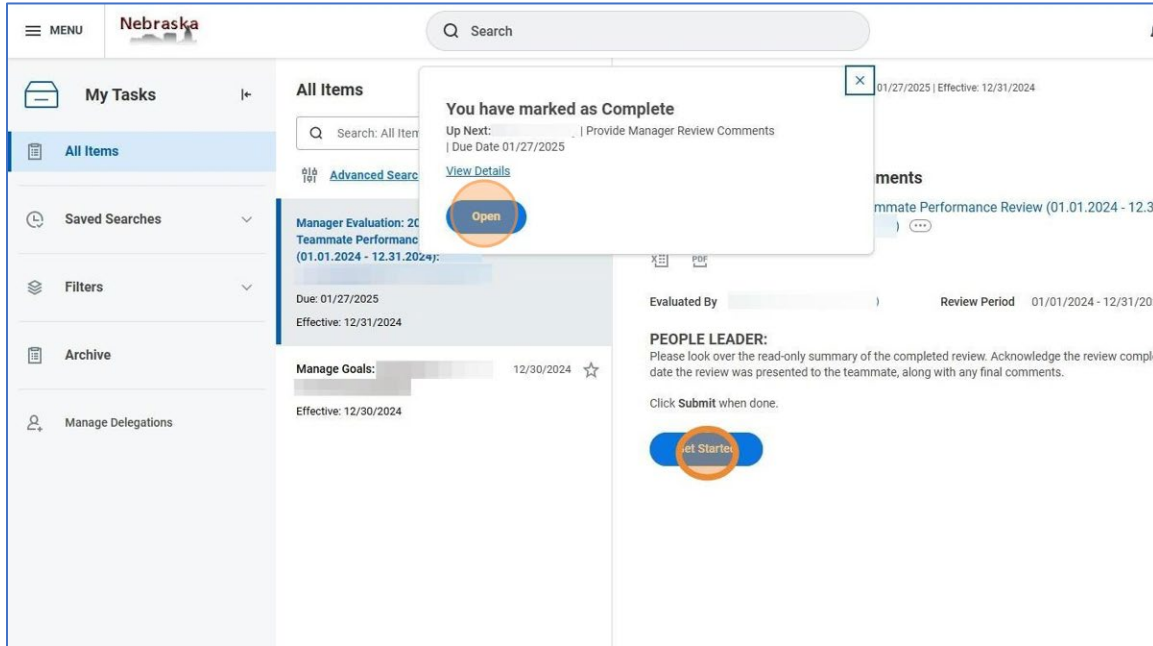 MENU
Nebraska
Search
My Tasks
All Items
Saved Searches
Filters
Archive
Manage Delegations
All Items
Search: All Item
Advanced Searc
Manager Evaluation: 20
Teammate Performanc
(01.01.2024 - 12.31.2024):
Due: 01/27/2025
Effective: 12/31/2024
Manage Goals:
12/30/2024
Effective: 12/30/2024
You have marked as Complete
Up Next: | Provide Manager Review Comments
| Due Date 01/27/2025
View Details
Open
01/27/2025 | Effective: 12/31/2024
ments
mmate Performance Review (01.01.2024 - 12.3
)
X
PDF
Evaluated By ) Review Period 01/01/2024 - 12/31/20
PEOPLE LEADER:
Please look over the read-only summary of the completed review. Acknowledge the review comple
date the review was presented to the teammate, along with any final comments.
Click Submit when done.
Get Started